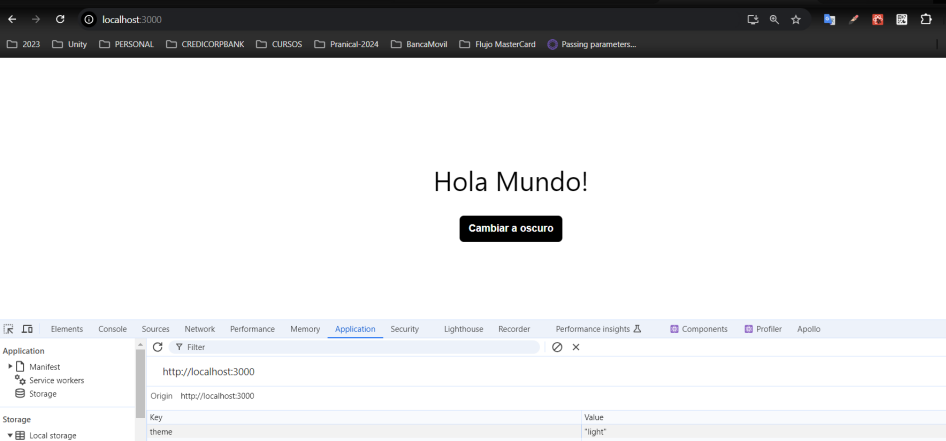 localhost:3000
2023 Unity PERSONAL CREDICORPBANK CURSOS Pranical-2024 BancaMovil Flujo MasterCard Passing parameters...
Hola Mundo!
Cambiar a oscuro
Elements Console Sources Network Performance Memory Application Security Lighthouse Recorder Performance insights Components Profiler Apollo
Application
Manifest
Service workers
Storage
Storage
Local storage
Filter
http://localhost:3000
Origin http://localhost:3000
Key Value
theme "light"